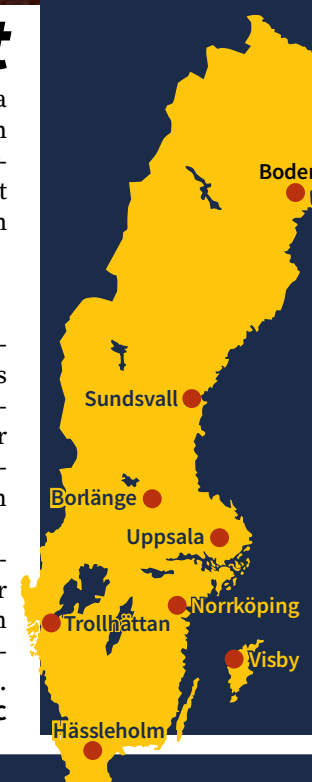 t
a
n
-
t
n
-
s
-
r
-
n
-
r
n
-
.
c
Boden
Sundsvall
Borlänge
Uppsala
Norrköping
Trollhättan
Visby
Hässleholm